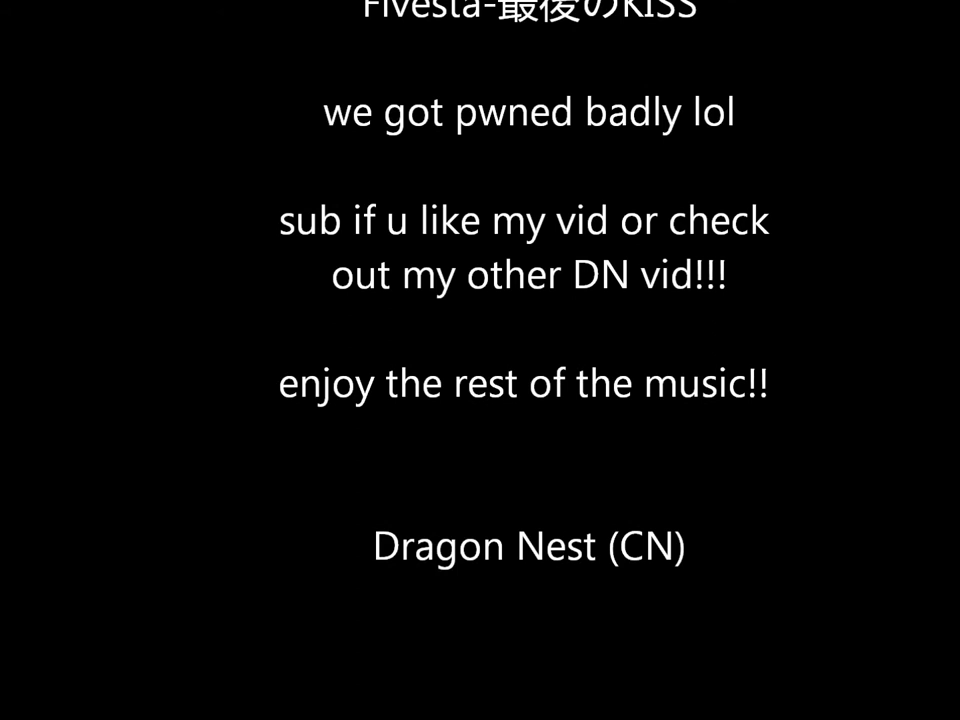 Fivesta-最後のKISS
we got pwned badly lol
sub if u like my vid or check
out my other DN vid!!!
enjoy the rest of the music!!
Dragon Nest (CN)